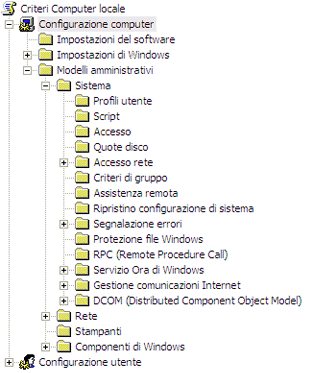 Criteri Computer locale
Configurazione computer
Impostazioni del software
Impostazioni di Windows
Modelli amministrativi
Sistema
Profili utente
Script
Accesso
Quote disco
Accesso rete
Criteri di gruppo
Assistenza remota
Ripristino configurazione di sistema
Segnalazione errori
Protezione file Windows
RPC (Remote Procedure Call)
Servizio Ora di Windows
Gestione comunicazioni Internet
DCOM (Distributed Component Object Model)
Rete
Stampanti
Componenti di Windows
Configurazione utente